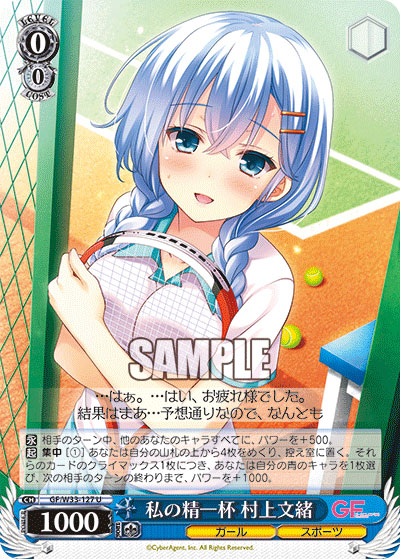 LEVEL
0
0
COST
SAMPLE
…はぁ。…はい、お疲れ様でした。
結果はまあ…予想通りなので、なんとも
永 相手のターン中、他のあなたのキャラすべてに、パワーを+500。
起 集中 [①] あなたは自分の山札の上から4枚をめくり、控え室に置く。それ
らのカードのクライマックス1枚につき、あなたは自分の青のキャラを1枚選
び、次の相手のターンの終わりまで、パワーを+1000。
CH GF/W33-127 U
1000
私の精一杯 村上文緒
GF
ガール
スポーツ
©CyberAgent, Inc. All Rights Reserved.